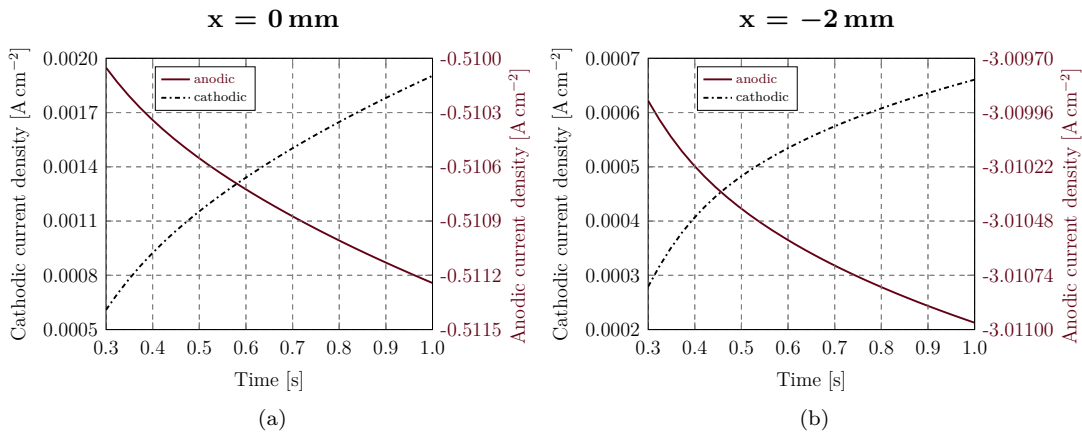 x = 0 mm
x = −2 mm
Cathodic current density [A cm−2]
0.0020
0.0017
0.0014
0.0011
0.0008
0.0005
anodic
cathodic
-0.5100
-0.5103
-0.5106
-0.5109
-0.5112
-0.5115
Anodic current density [A cm−2]
0.3 0.4 0.5 0.6 0.7 0.8 0.9 1.0
Time [s]
(a)
Cathodic current density [A cm−2]
0.0007
0.0006
0.0005
0.0004
0.0003
0.0002
anodic
cathodic
-3.00970
-3.00996
-3.01022
-3.01048
-3.01074
-3.01100
Anodic current density [A cm−2]
0.3 0.4 0.5 0.6 0.7 0.8 0.9 1.0
Time [s]
(b)